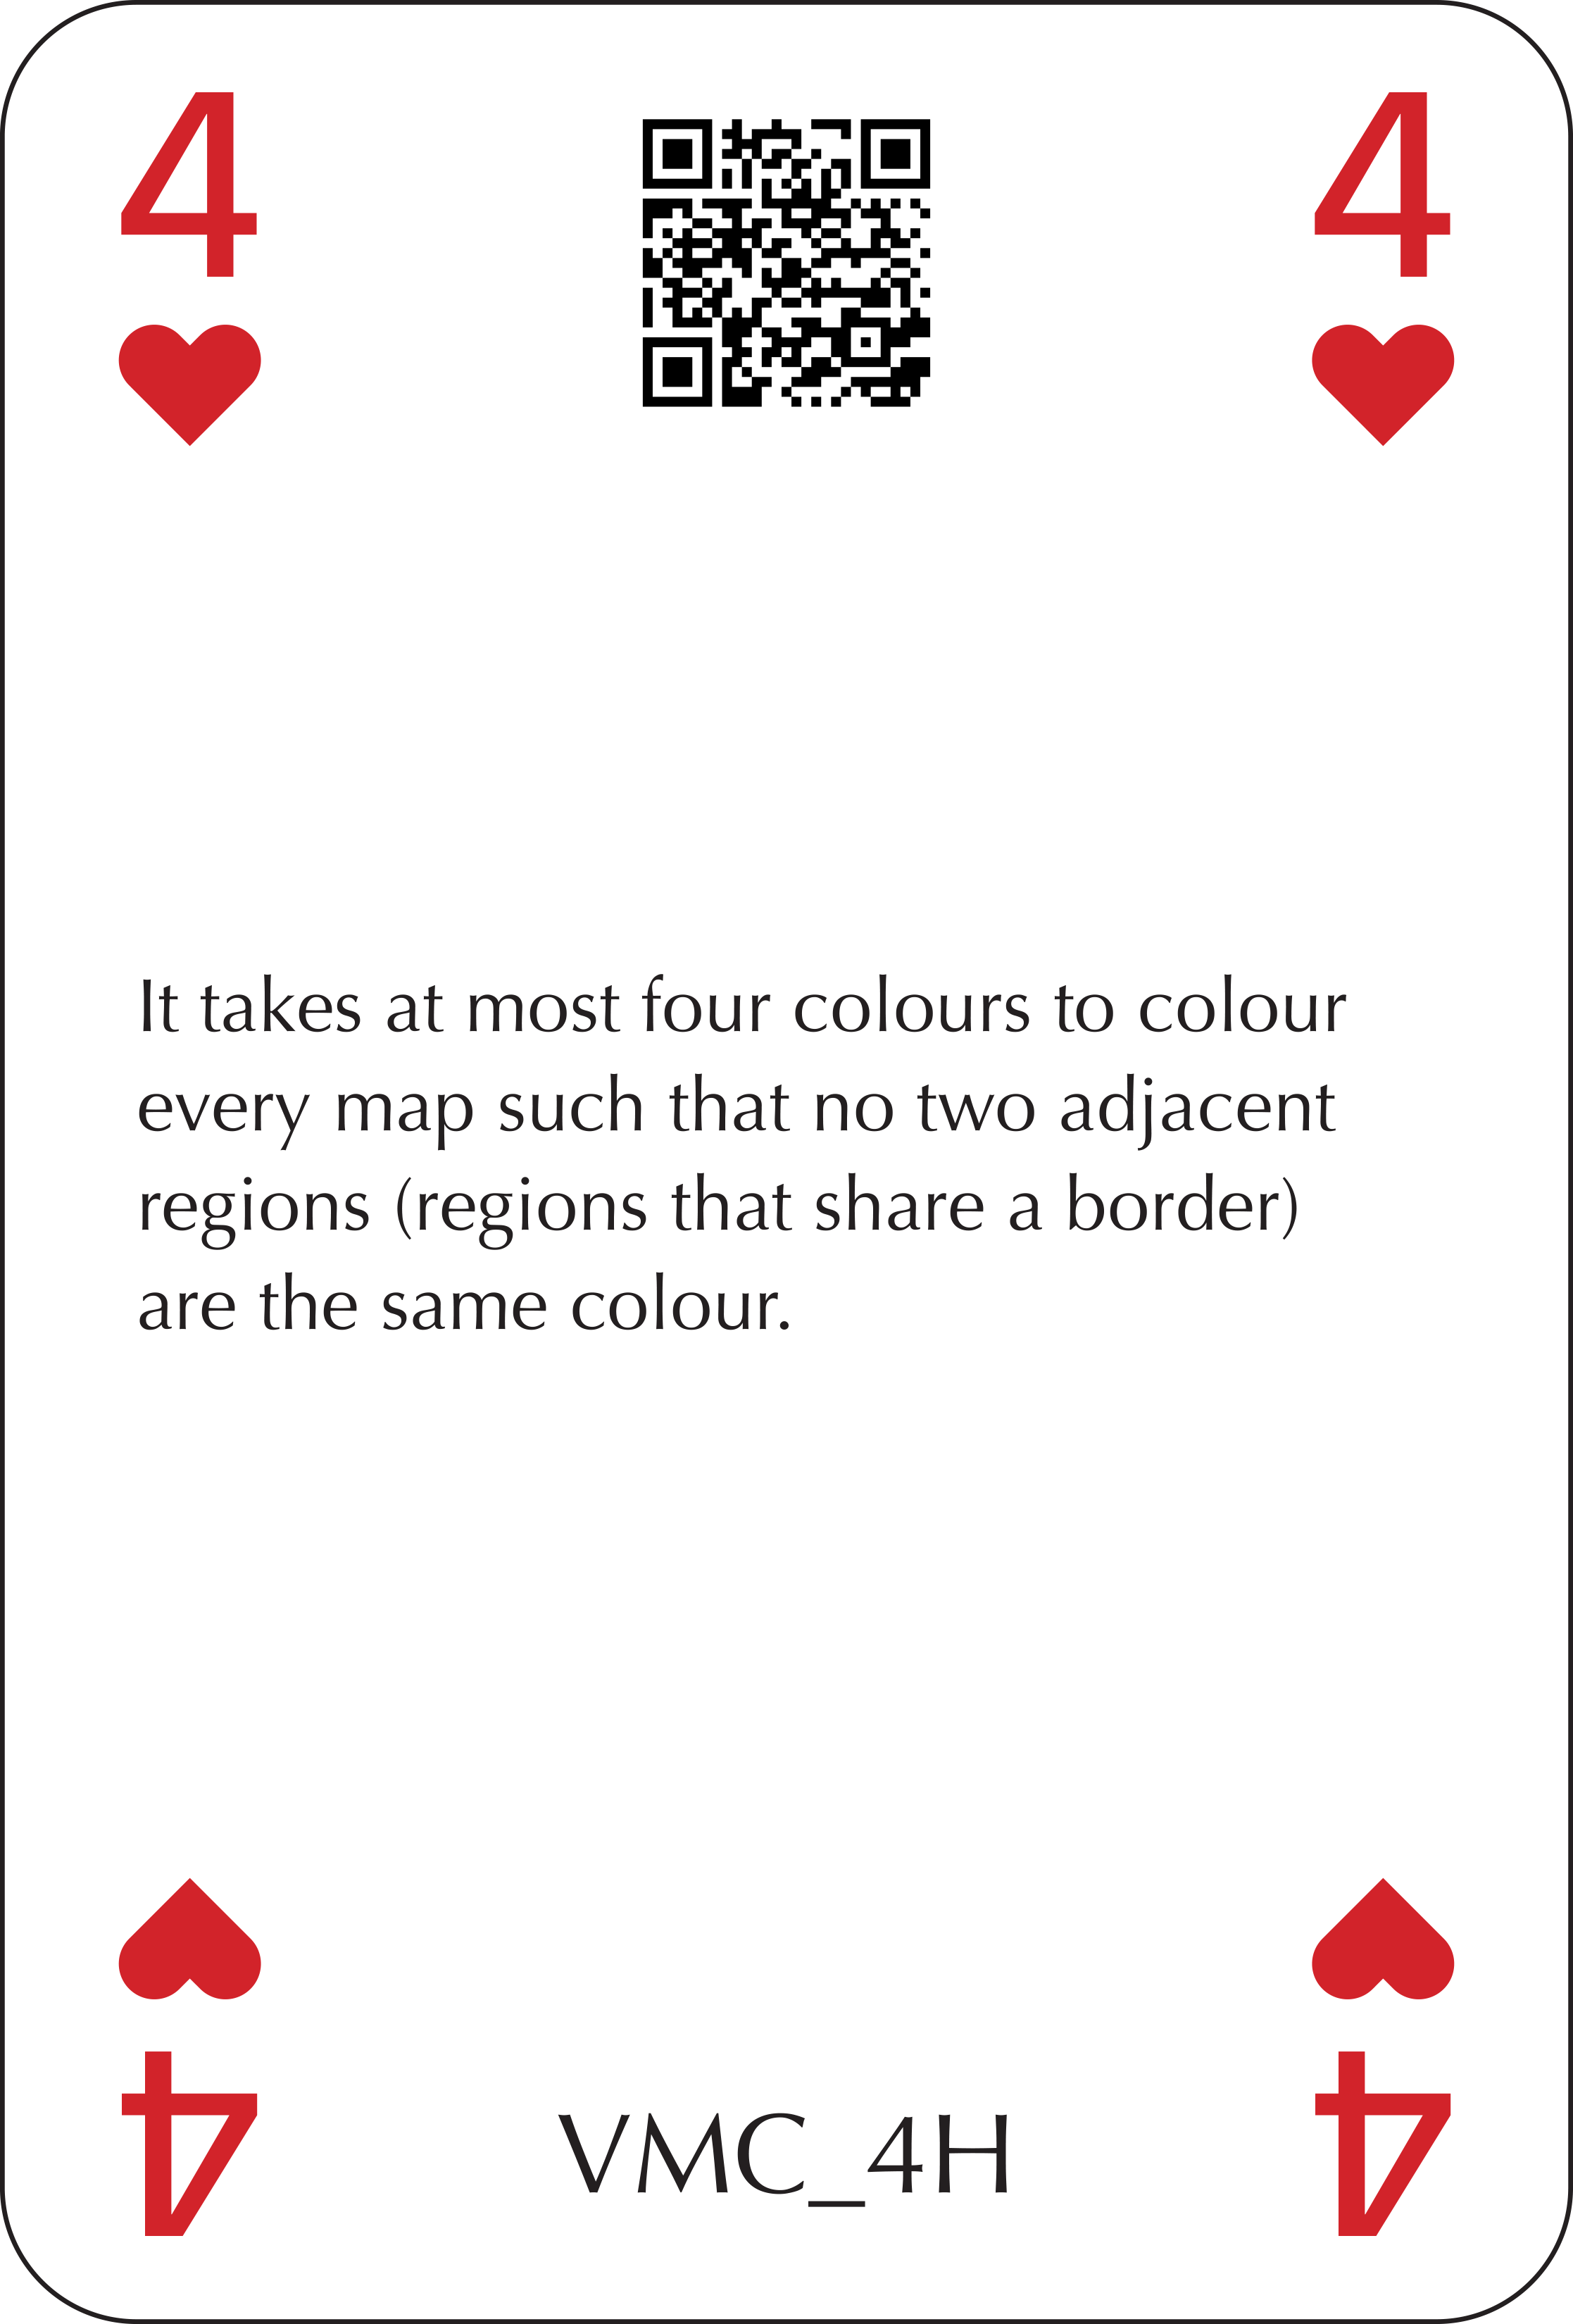 4 4
It takes at most four colours to colour
every map such that no two adjacent
regions (regions that share a border)
are the same colour.
4 VMC_4H 4